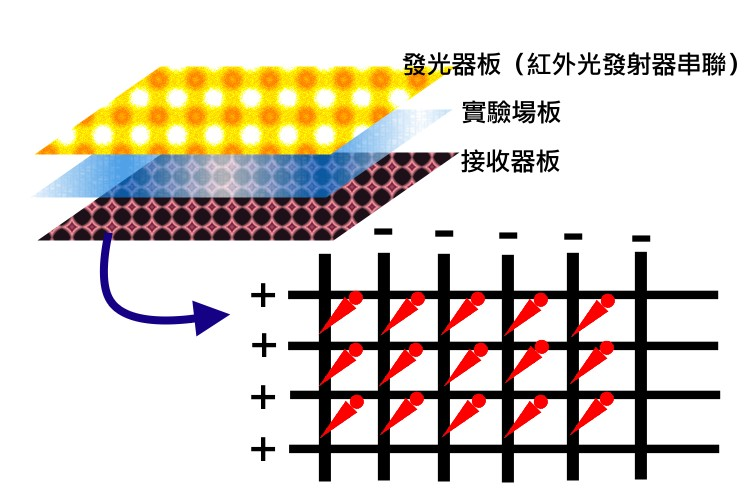 發光器板（紅外光發射器串聯）
實驗場板
接收器板
- - - - -
+
+
+
+